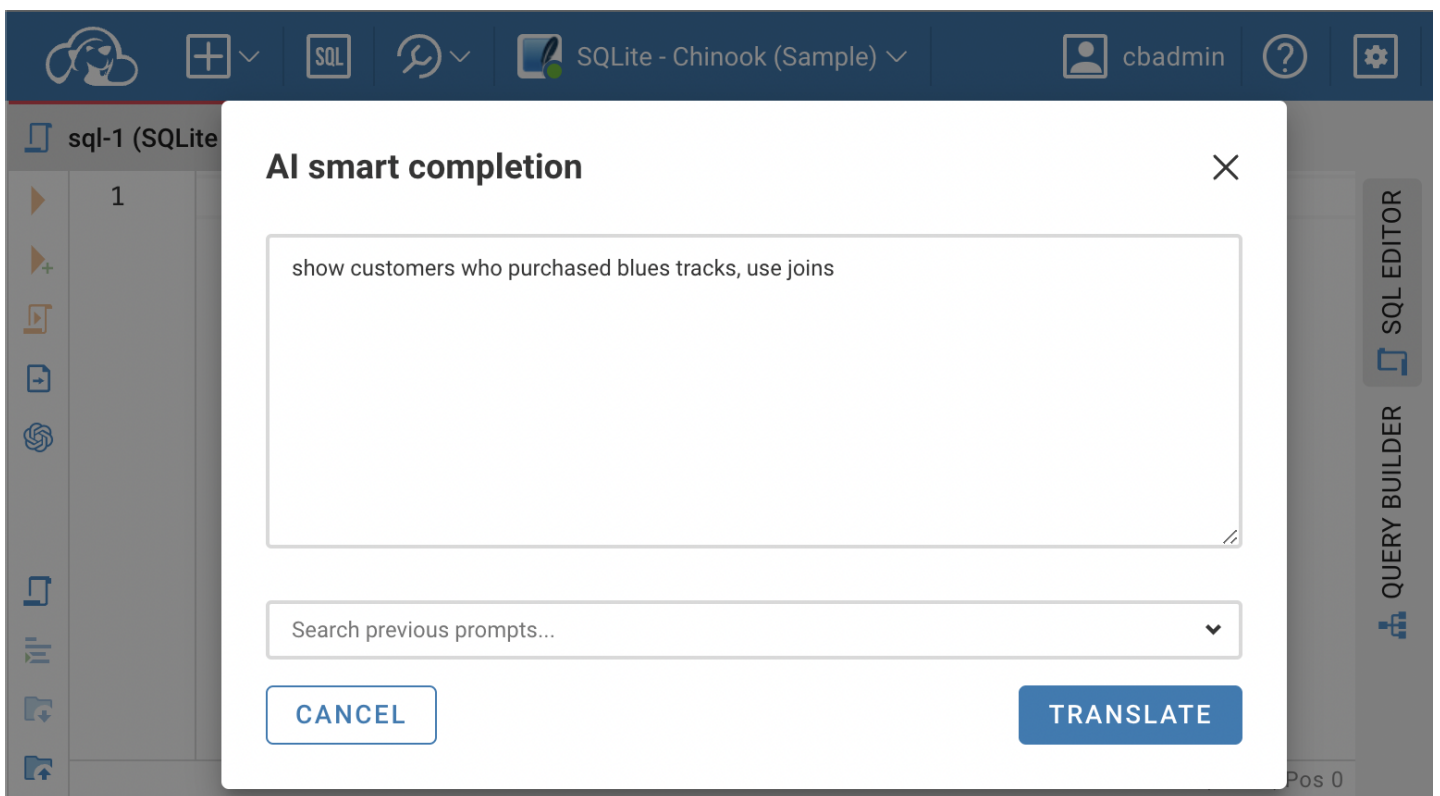 SQL
SQLite - Chinook (Sample)
cbadmin
sql-1 (SQLite
1
AI smart completion
show customers who purchased blues tracks, use joins
Search previous prompts...
CANCEL
TRANSLATE
SQL EDITOR
QUERY BUILDER
Pos 0